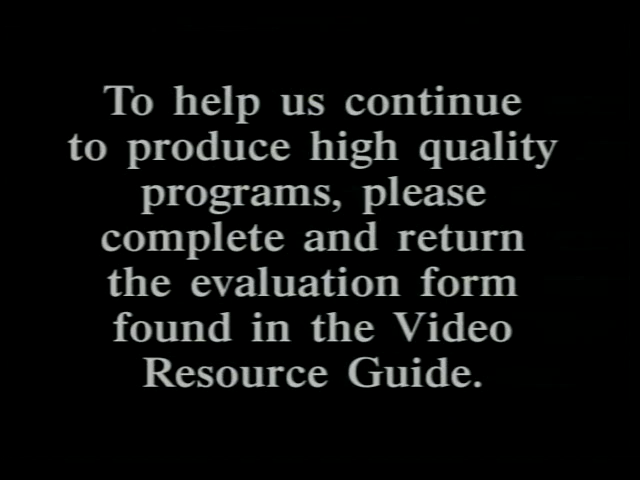 To help us continue
to produce high quality
programs, please
complete and return
the evaluation form
found in the Video
Resource Guide.